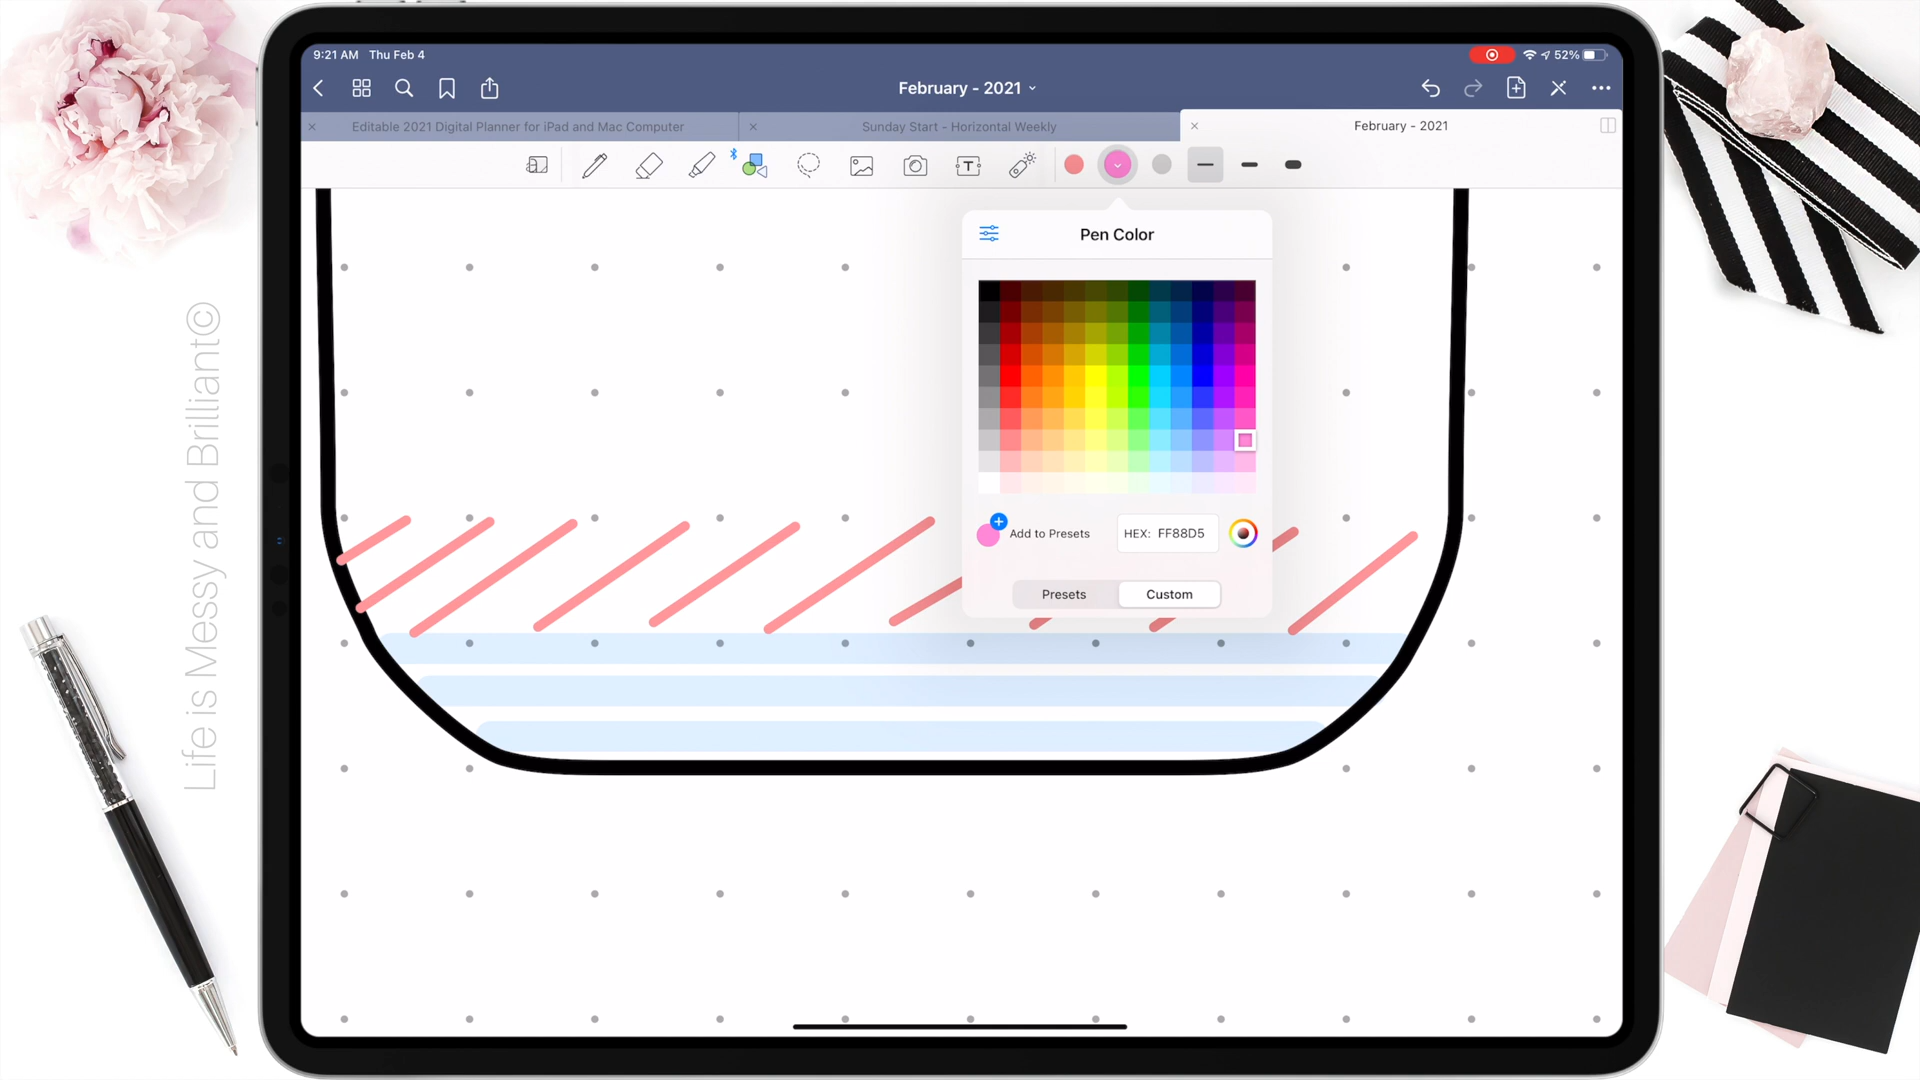 9:21 AM Thu Feb 4
52%
February - 2021
Editable 2021 Digital Planner for iPad and Mac Computer
Sunday Start - Horizontal Weekly
February - 2021
T
Pen Color
Add to Presets
HEX: FF88D5
Presets
Custom
Life is Messy and Brilliant©